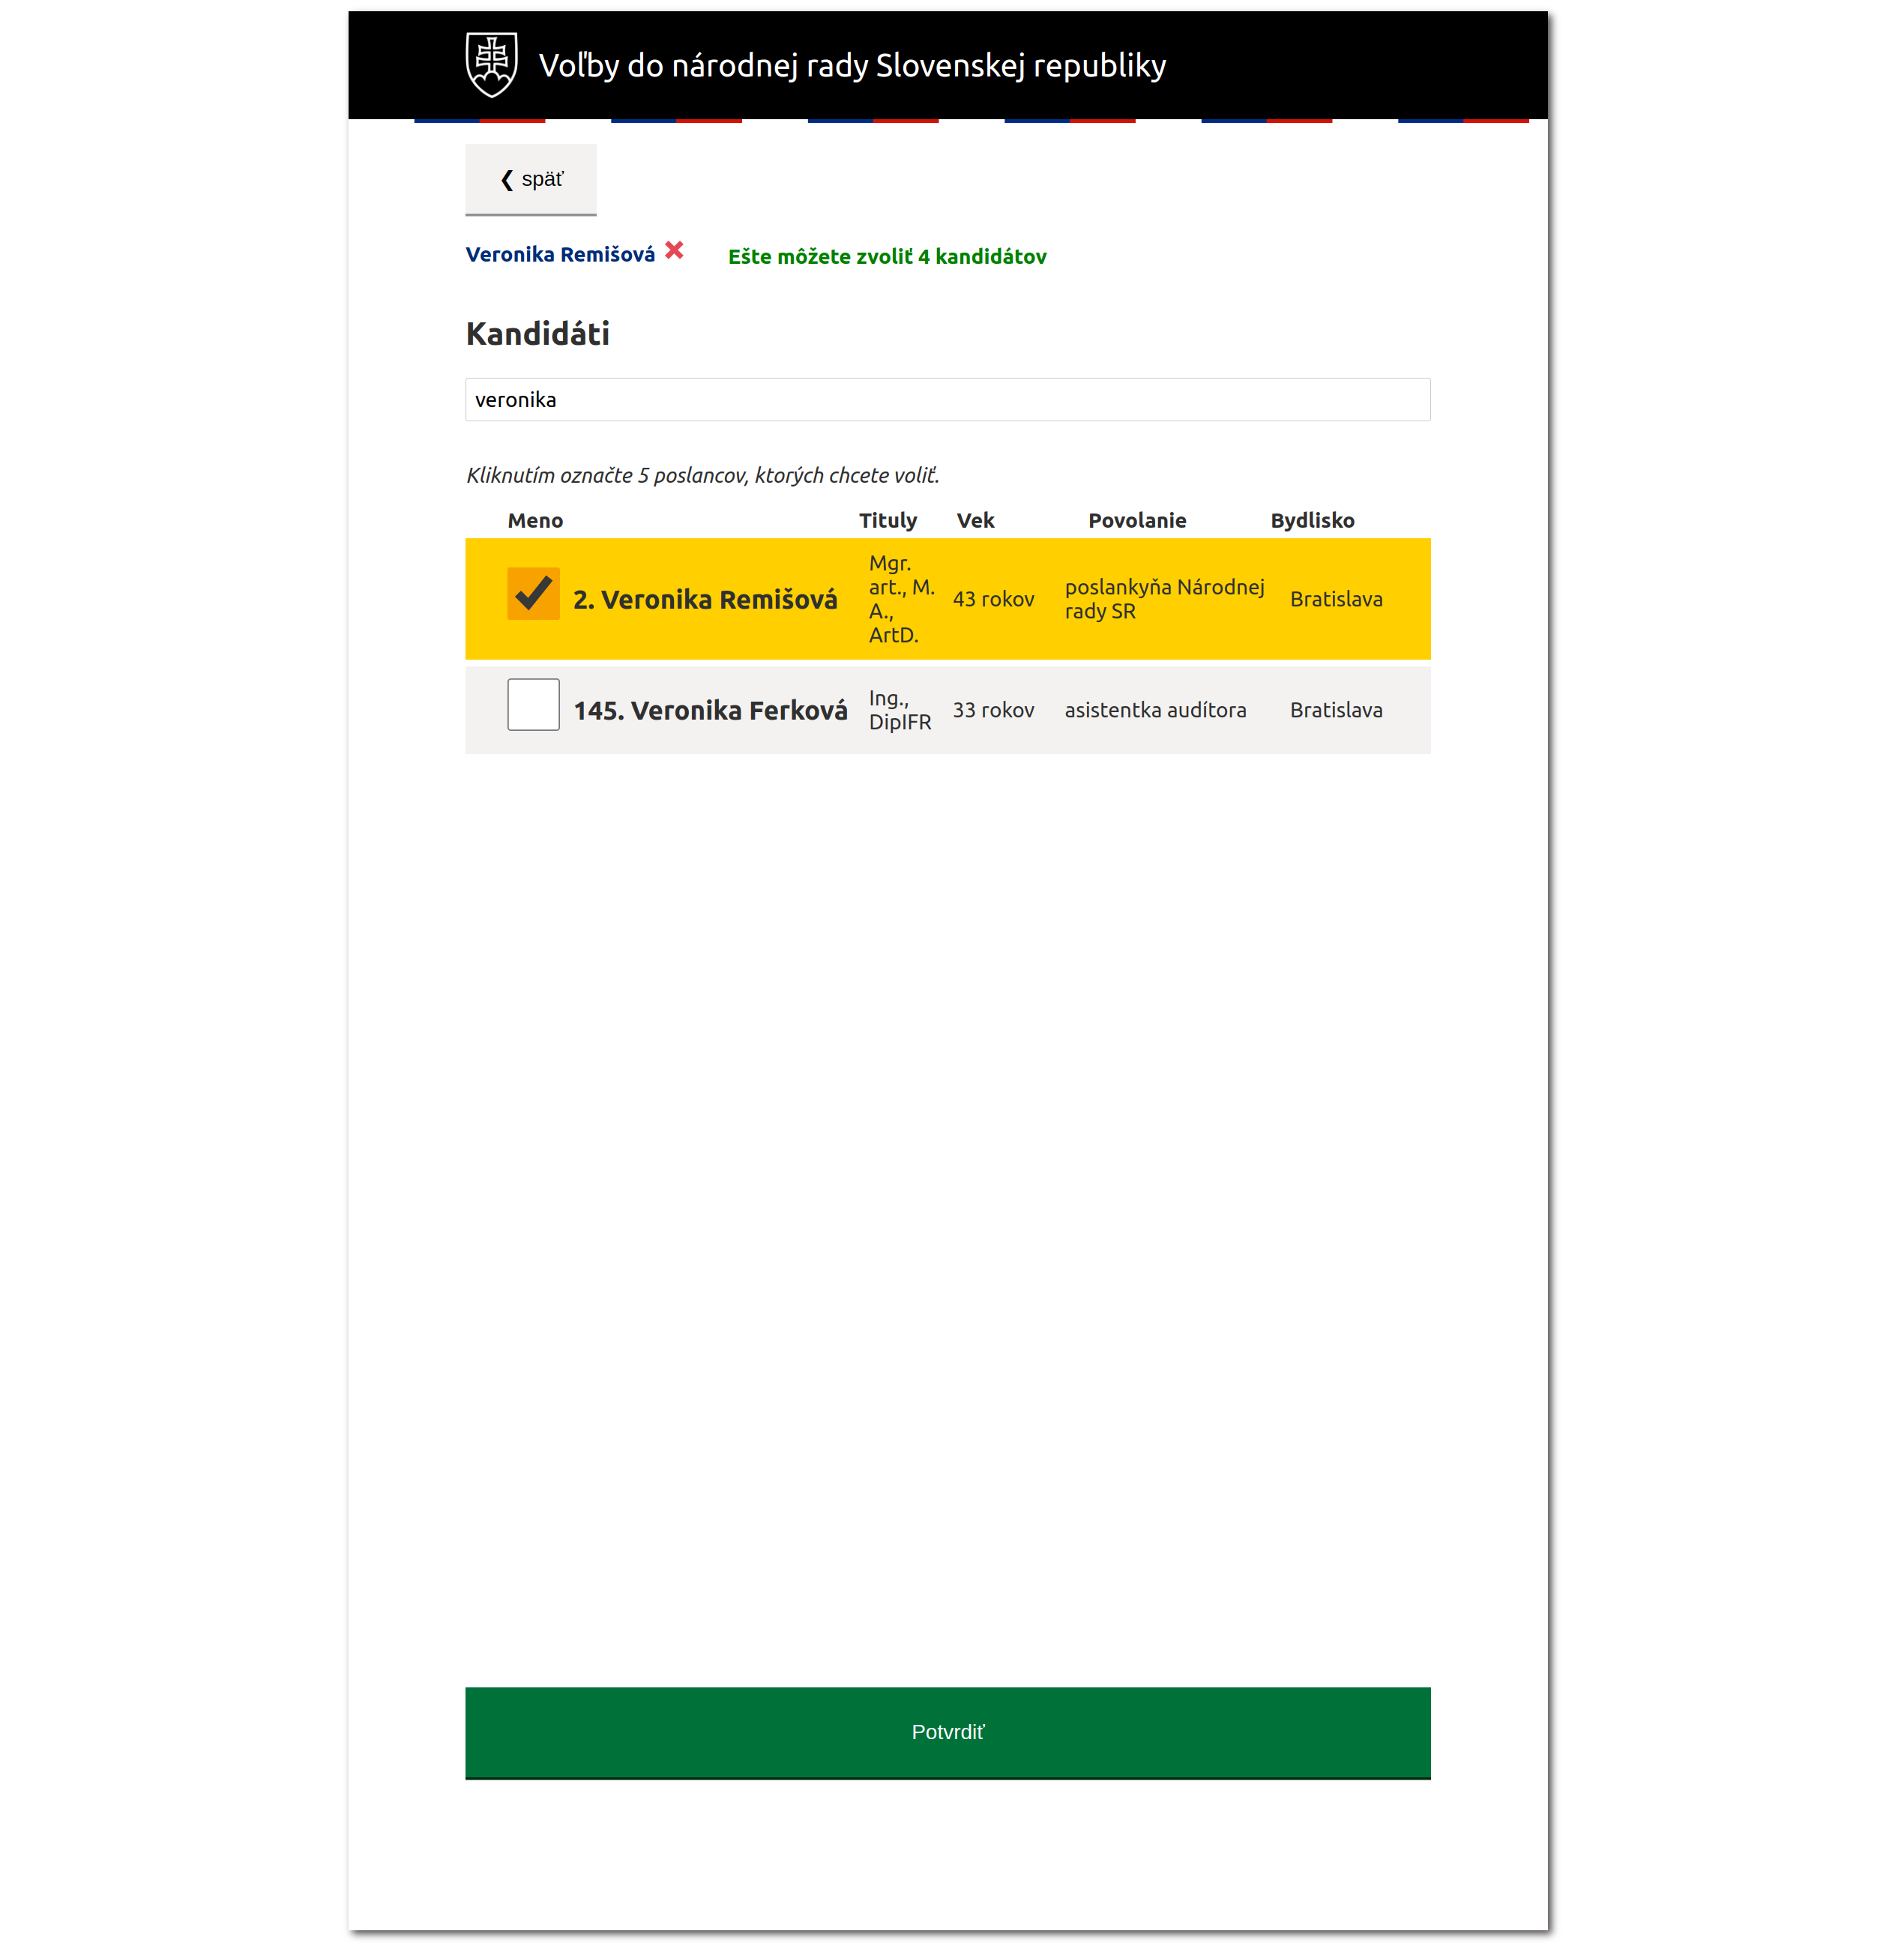 Voľby do národnej rady Slovenskej republiky
❮ späť
Veronika Remišová ✖ Ešte môžete zvoliť 4 kandidátov
Kandidáti
veronika
Kliknutím označte 5 poslancov, ktorých chcete voliť.
Meno Tituly Vek Povolanie Bydlisko
2. Veronika Remišová
Mgr.
art., M.
A.,
ArtD.
43 rokov
poslankyňa Národnej
rady SR
Bratislava
145. Veronika Ferková
Ing.,
DipIFR
33 rokov
asistentka audítora
Bratislava
Potvrdiť